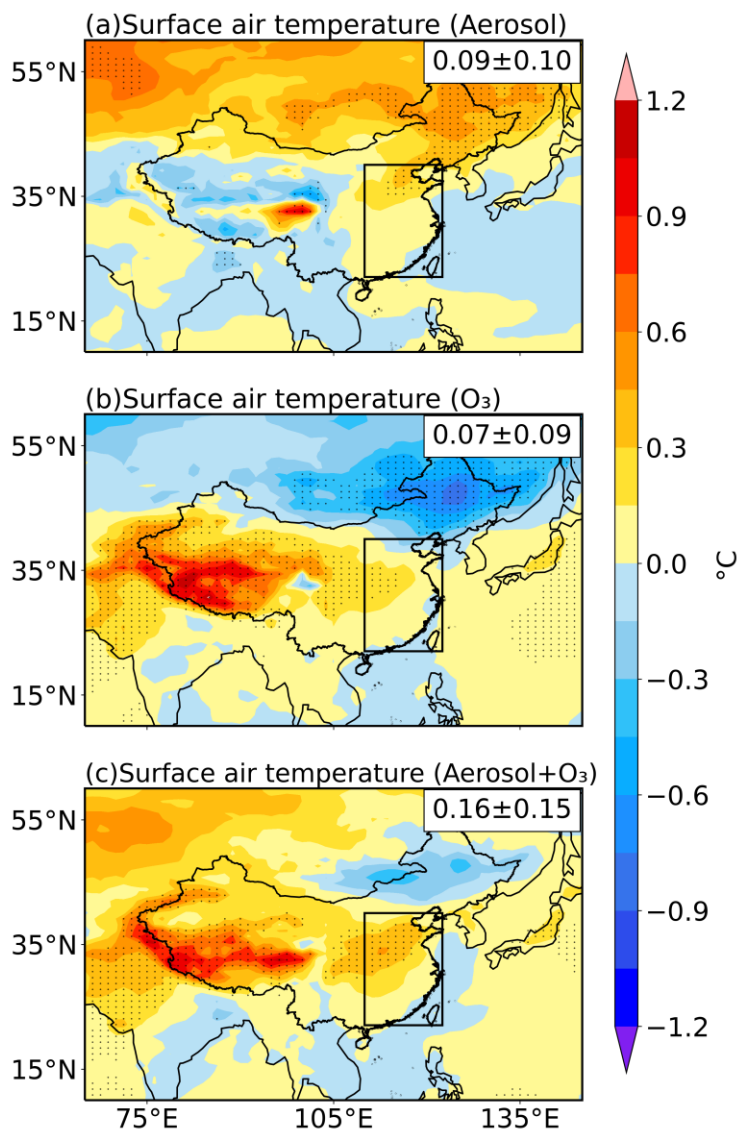 (a)Surface air temperature (Aerosol)
0.09±0.10
55°N
35°N
15°N
(b)Surface air temperature (O₃)
0.07±0.09
55°N
35°N
15°N
(c)Surface air temperature (Aerosol+O₃)
0.16±0.15
55°N
35°N
15°N
75°E 105°E 135°E
1.2
0.9
0.6
0.3
0.0
−0.3
−0.6
−0.9
−1.2
°C